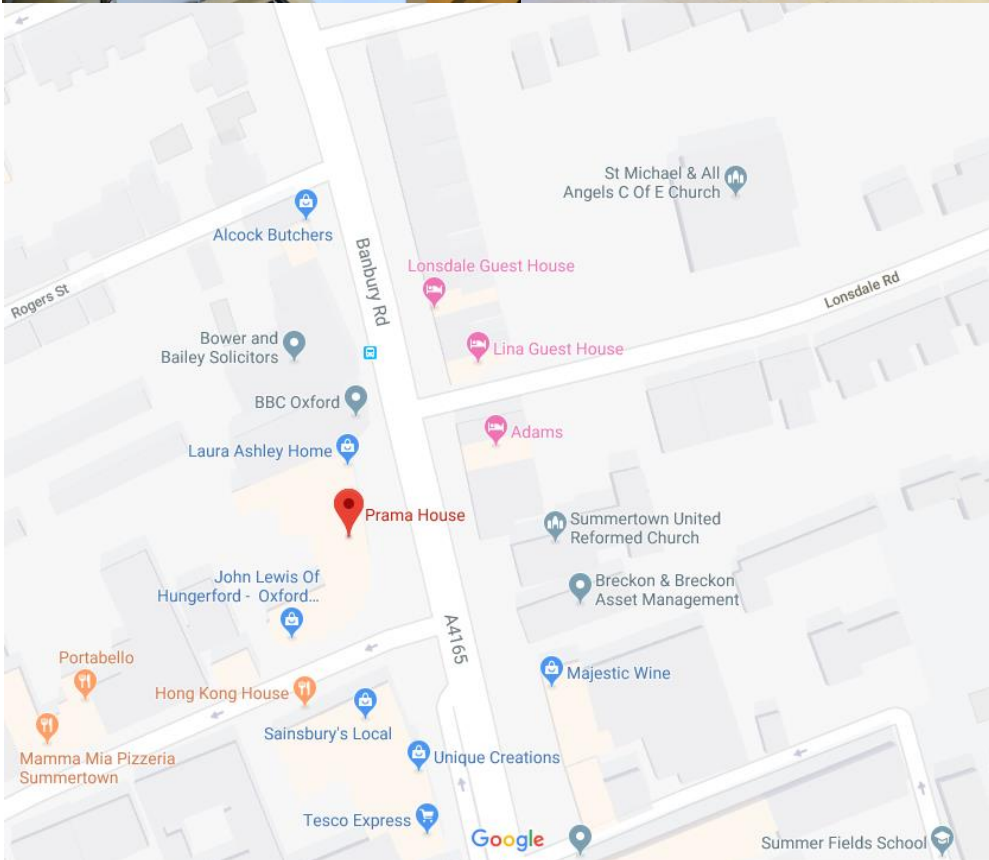 St Michael & All
Angels C Of E Church
Alcock Butchers
Banbury Rd
Lonsdale Guest House
Rogers St
Lonsdale Rd
Bower and
Bailey Solicitors
Lina Guest House
BBC Oxford
Adams
Laura Ashley Home
Prama House
Summertown United
Reformed Church
John Lewis Of
Hungerford - Oxford...
Breckon & Breckon
Asset Management
A4165
Portabello
Majestic Wine
Hong Kong House
Sainsbury's Local
Mamma Mia Pizzeria
Summertown
Unique Creations
Tesco Express
Google
Summer Fields School